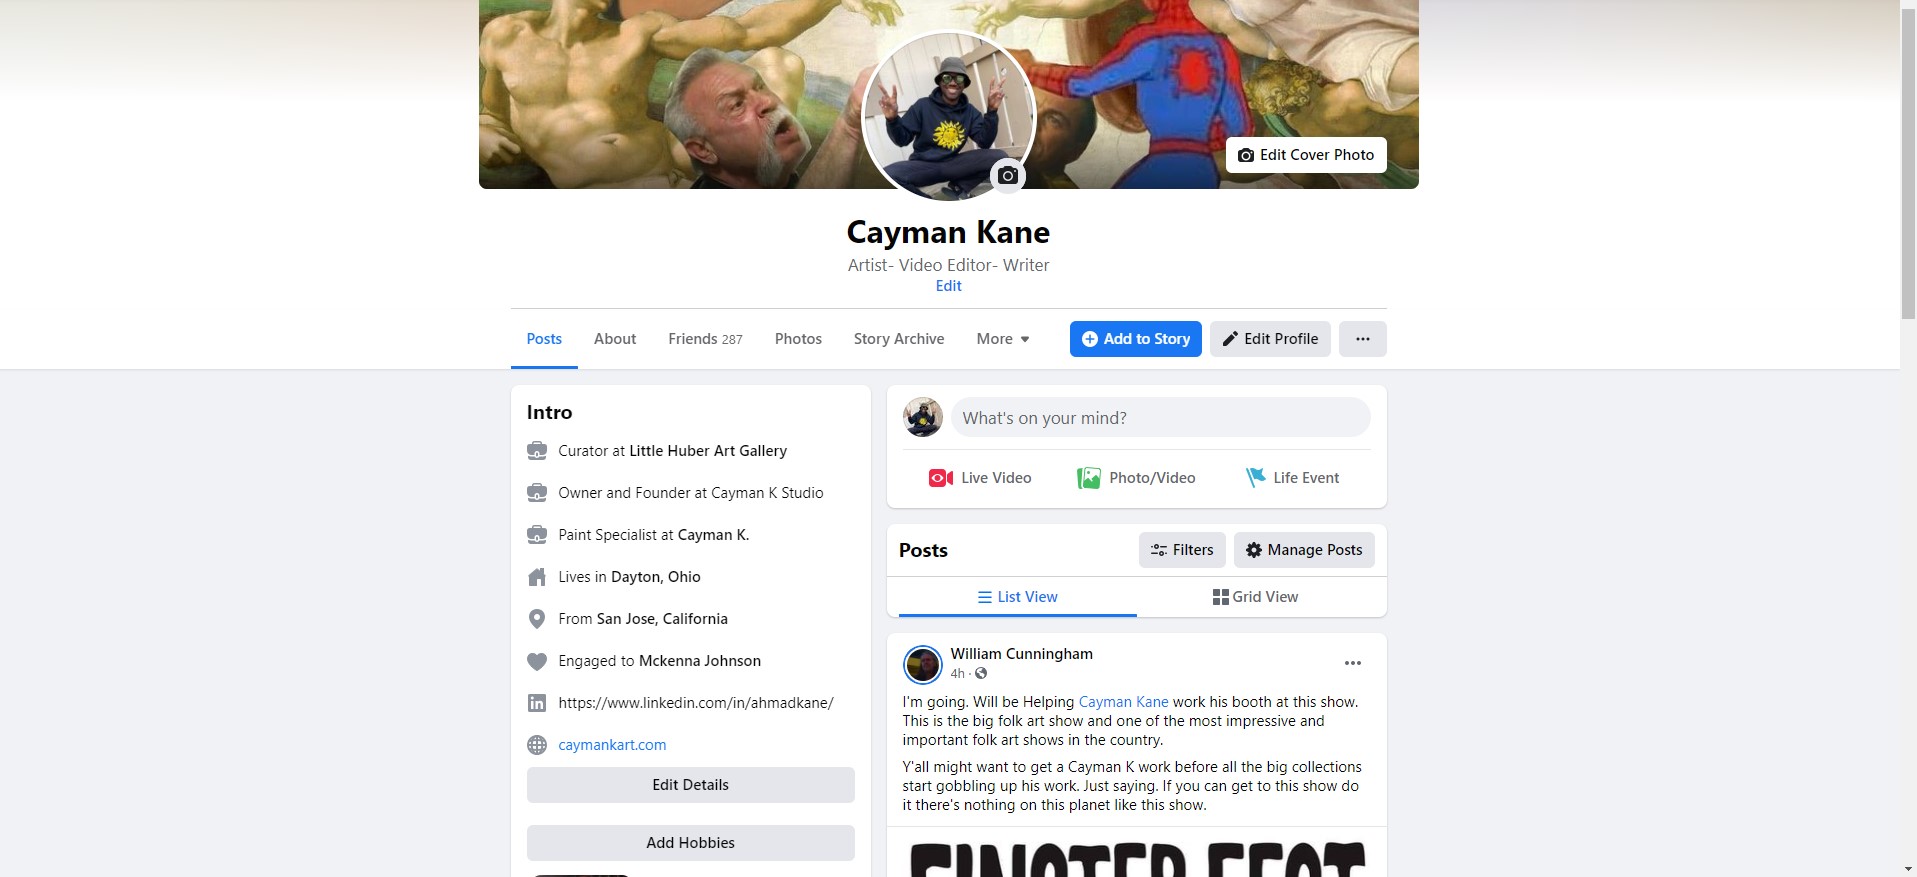 Edit Cover Photo
Cayman Kane
Artist- Video Editor- Writer
Edit
Posts
About
Friends 287
Photos
Story Archive
More
Add to Story
Edit Profile
Intro
Curator at Little Huber Art Gallery
Owner and Founder at Cayman K Studio
Paint Specialist at Cayman K.
Lives in Dayton, Ohio
From San Jose, California
Engaged to Mckenna Johnson
https://www.linkedin.com/in/ahmadkane/
caymankart.com
Edit Details
Add Hobbies
What's on your mind?
Live Video
Photo/Video
Life Event
Posts
Filters
Manage Posts
List View
Grid View
William Cunningham
4h ·
I'm going. Will be Helping Cayman Kane work his booth at this show.
This is the big folk art show and one of the most impressive and
important folk art shows in the country.
Y'all might want to get a Cayman K work before all the big collections
start gobbling up his work. Just saying. If you can get to this show do
it there's nothing on this planet like this show.
FINSTER FEST